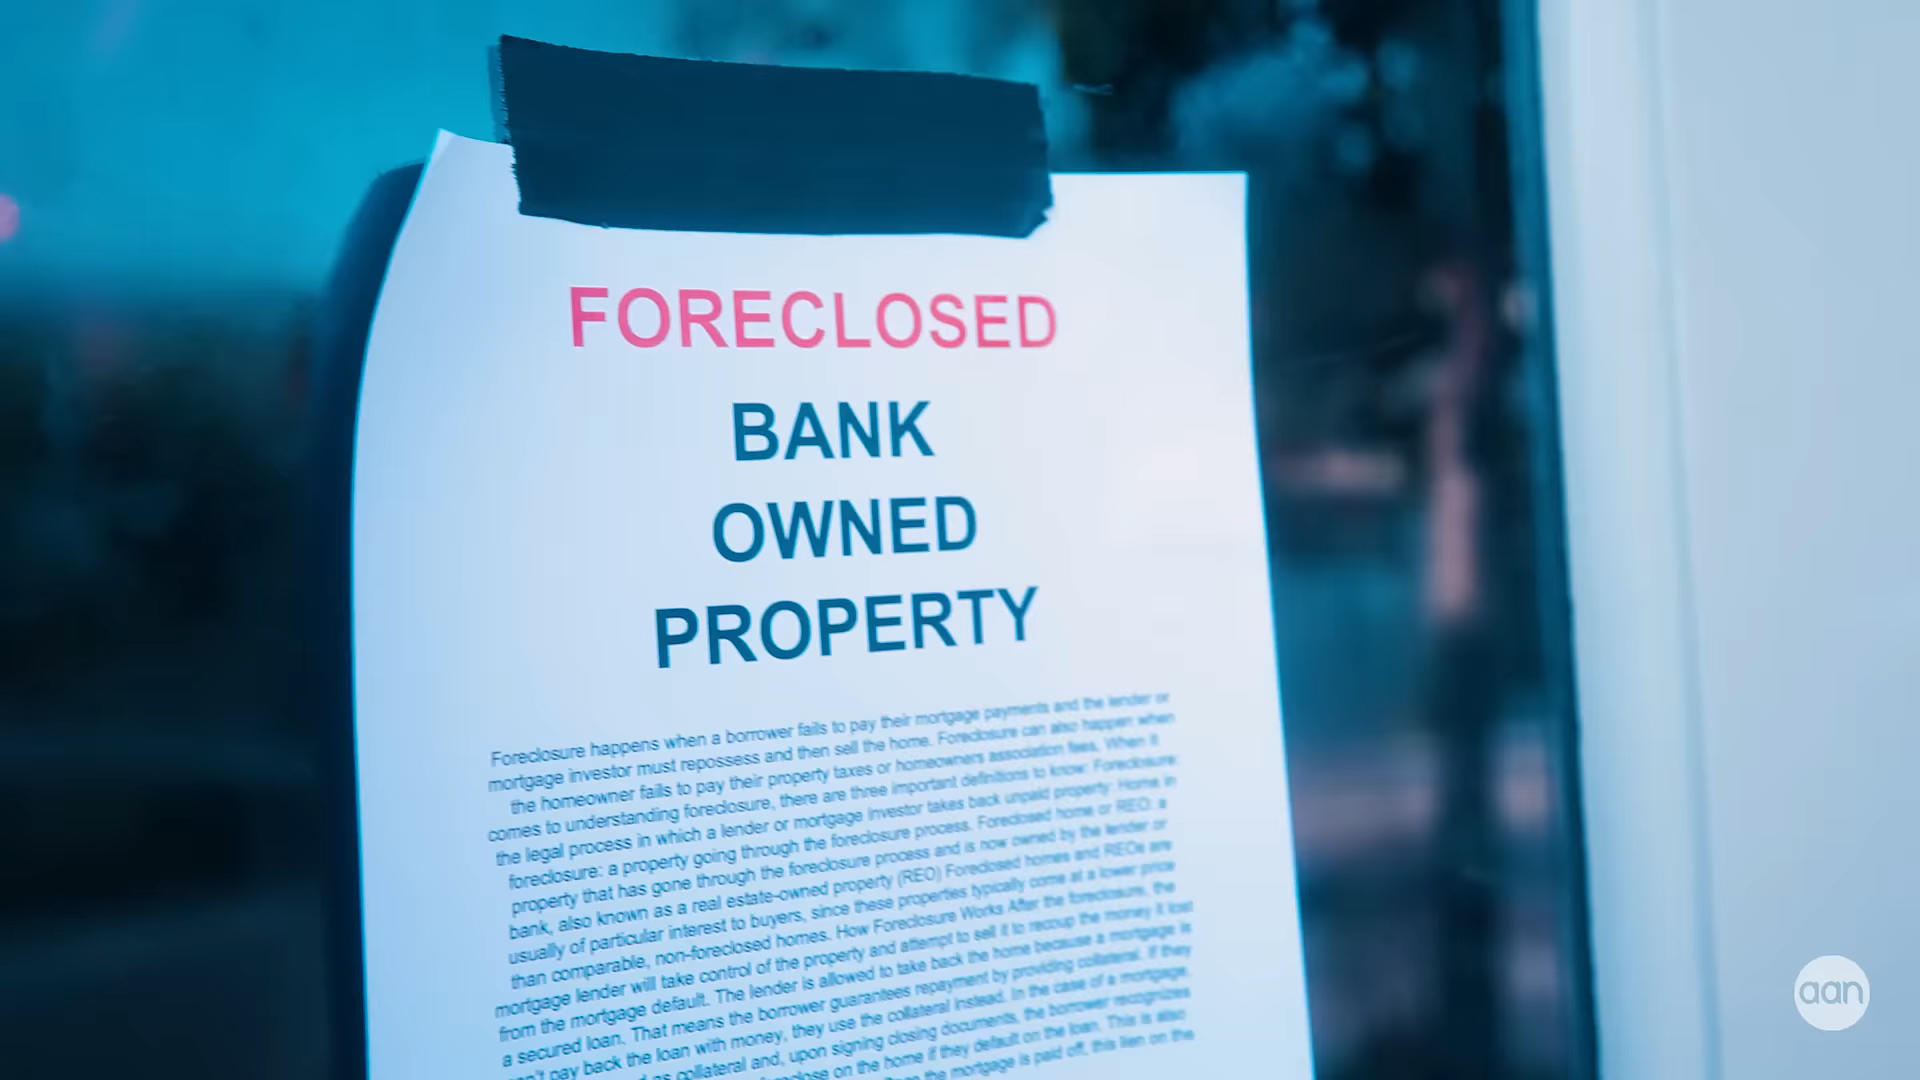 FORECLOSED
BANK
OWNED
PROPERTY
Foreclosure happens when a borrower fails to pay their mortgage payments and the lender or
mortgage investor must repossess and then sell the home. Foreclosure can also happen when
the homeowner fails to pay their property taxes or homeowners association fees. When it
comes to understanding foreclosure, there are three important definitions to know: Foreclosure:
the legal process in which a lender or mortgage investor takes back unpaid property. Home in
foreclosure: a property going through the foreclosure process. Foreclosed home or REO: a
property that has gone through the foreclosure process and is now owned by the lender or
bank, also known as a real estate-owned property (REO) Foreclosed homes and REOs are
usually of particular interest to buyers, since these properties typically come at a lower price
than comparable, non-foreclosed homes. How Foreclosure Works After the foreclosure, the
mortgage lender will take control of the property and attempt to sell it to recoup the money it lost
from the mortgage default. The lender is allowed to take back the home because a mortgage is
a secured loan. That means the borrower guarantees repayment by providing collateral. If they
pay back the loan with money, they use the collateral instead. In the case of a mortgage,
as collateral and, upon signing closing documents, the borrower recognizes
on the home if they default on the loan. This is also
the mortgage is paid off, this lien on the
aan